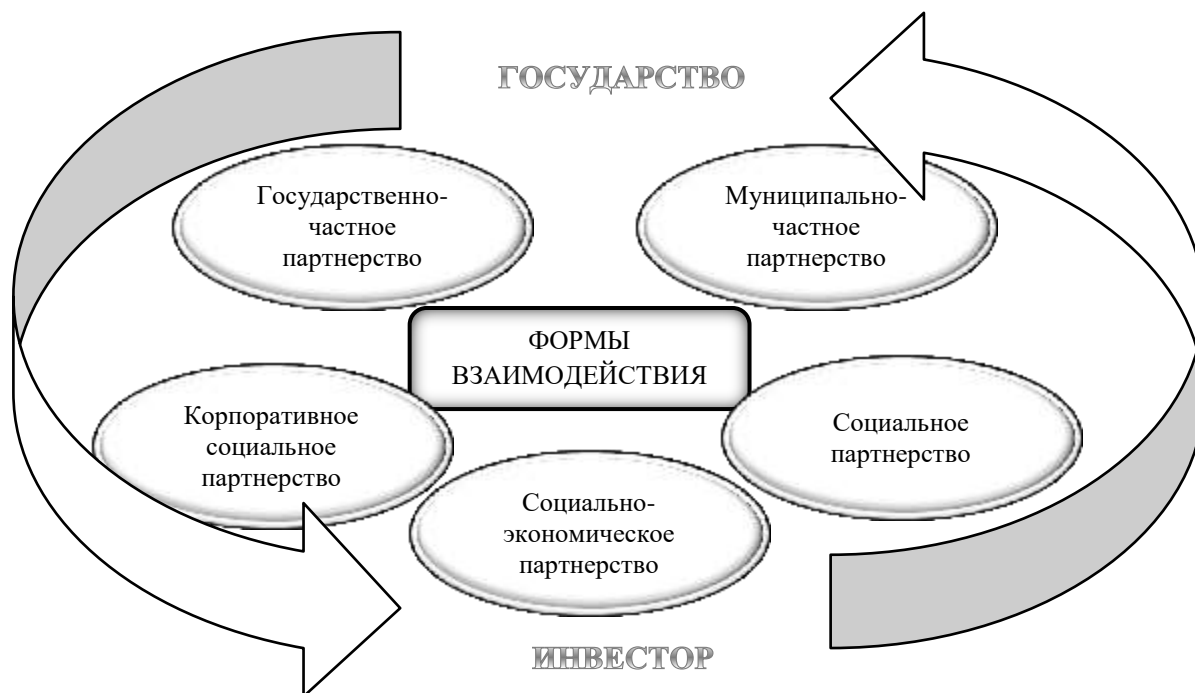 ГОСУДАРСТВО
Государственно-
частное
партнерство
Муниципально-
частное
партнерство
ФОРМЫ
ВЗАИМОДЕЙСТВИЯ
Корпоративное
социальное
партнерство
Социальное
партнерство
Социально-
экономическое
партнерство
ИНВЕСТОР